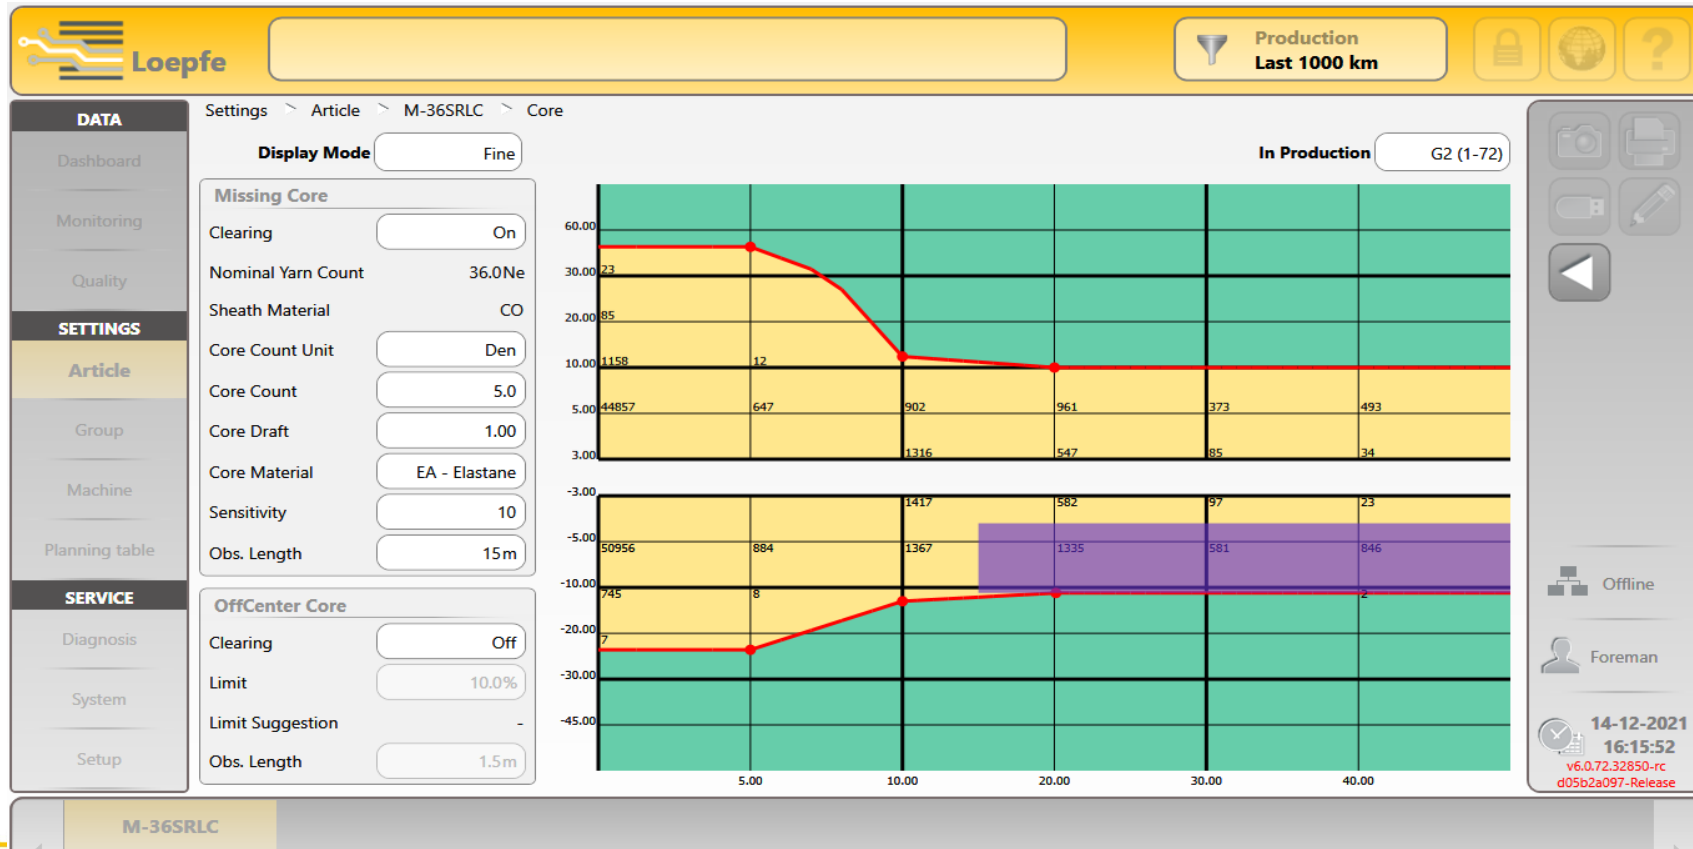 Loepfe
Production
Last 1000 km
?
DATA
Dashboard
Monitoring
Quality
SETTINGS
Article
Group
Machine
Planning table
SERVICE
Diagnosis
System
Setup
Settings > Article > M-36SRLC > Core
Display Mode Fine
In Production G2 (1-72)
Missing Core
Clearing On
Nominal Yarn Count 36.0Ne
Sheath Material CO
Core Count Unit Den
Core Count 5.0
Core Draft 1.00
Core Material EA - Elastane
Sensitivity 10
Obs. Length 15m
OffCenter Core
Clearing Off
Limit 10.0%
Limit Suggestion -
Obs. Length 1.5m
60.00
30.00 23
20.00 85
10.00 1158 12
5.00 44857 647 902 961 373 493
3.00 1316 547 85 34
-3.00 1417 582 97 23
-5.00 50956 884 1367 1335 581 846
-10.00 745 8 2
-20.00 7
-30.00
-45.00
5.00 10.00 20.00 30.00 40.00
Offline
Foreman
14-12-2021
16:15:52
v6.0.72.32850-rc
d05b2a097-Release
M-36SRLC